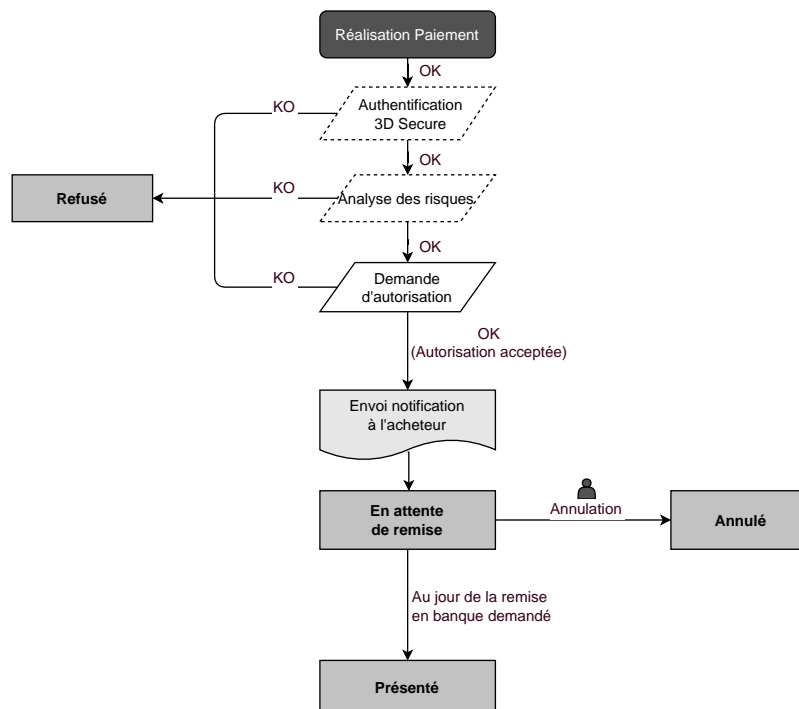 Réalisation Paiement
OK
KO
Authentification
3D Secure
OK
Refusé
KO
Analyse des risques
OK
KO
Demande
d'autorisation
OK
(Autorisation acceptée)
Envoi notification
à l'acheteur
En attente
de remise
Annulation
Annulé
Au jour de la remise
en banque demandé
Présenté